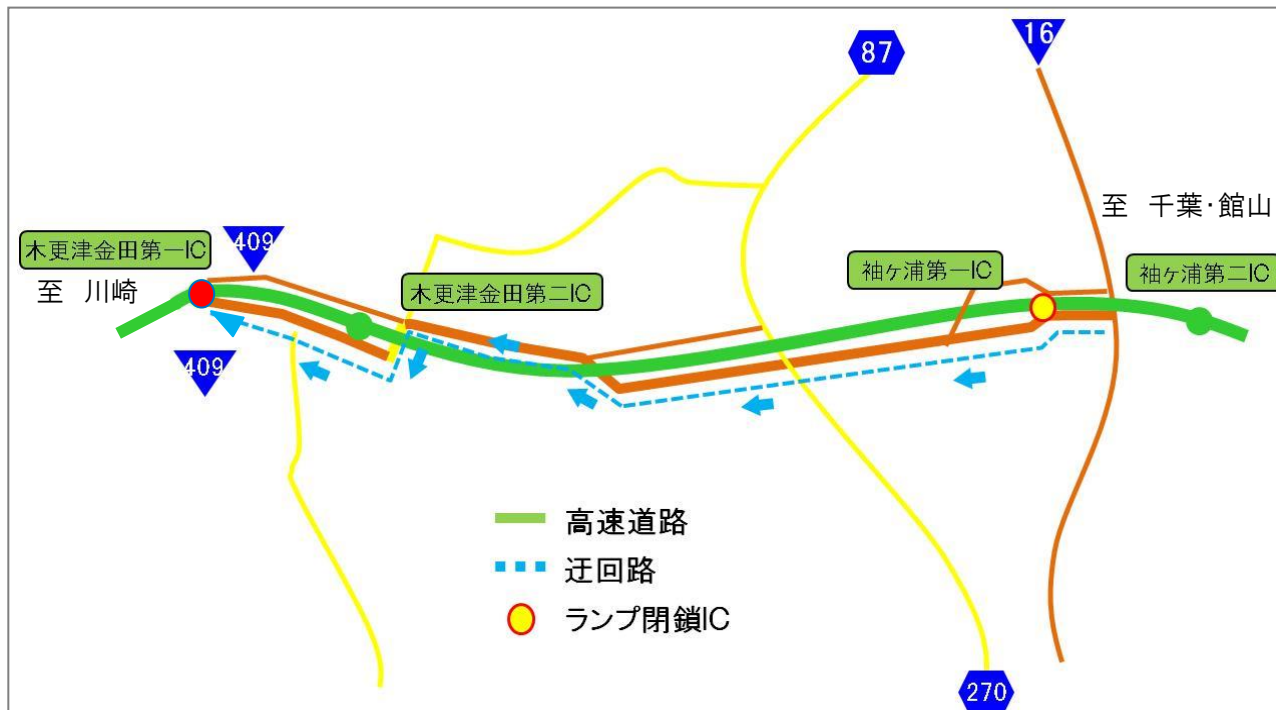 87
16
至 千葉・館山
409
木更津金田第一IC
至 川崎
木更津金田第二IC
袖ケ浦第一IC
袖ケ浦第二IC
409
高速道路
迂回路
ランプ閉鎖IC
270